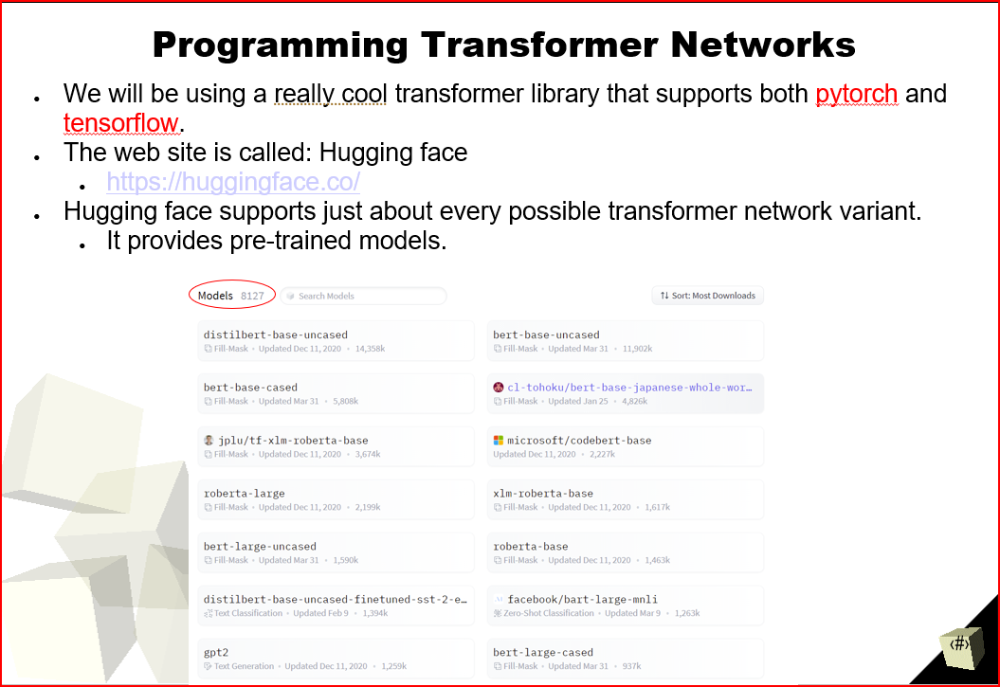 Programming Transformer Networks
We will be using a really cool transformer library that supports both pytorch and
tensorflow.
The web site is called: Hugging face
https://huggingface.co/
Hugging face supports just about every possible transformer network variant.
It provides pre-trained models.
Models 8127
Search Models
Sort: Most Downloads
distilbert-base-uncased
Fill-Mask • Updated Dec 11, 2020 • 14,358k
bert-base-uncased
Fill-Mask • Updated Mar 31 • 11,902k
bert-base-cased
Fill-Mask • Updated Mar 31 • 5,808k
cl-tohoku/bert-base-japanese-whole-wor…
Fill-Mask • Updated Jan 25 • 4,826k
jplu/tf-xlm-roberta-base
Fill-Mask • Updated Dec 11, 2020 • 3,674k
microsoft/codebert-base
Updated Dec 11, 2020 • 2,227k
roberta-large
Fill-Mask • Updated Dec 11, 2020 • 2,199k
xlm-roberta-base
Fill-Mask • Updated Dec 11, 2020 • 1,617k
bert-large-uncased
Fill-Mask • Updated Mar 31 • 1,590k
roberta-base
Fill-Mask • Updated Dec 11, 2020 • 1,463k
distilbert-base-uncased-finetuned-sst-2-e…
Text Classification • Updated Feb 9 • 1,394k
facebook/bart-large-mnli
Zero-Shot Classification • Updated Mar 9 • 1,263k
gpt2
Text Generation • Updated Dec 11, 2020 • 1,259k
bert-large-cased
Fill-Mask • Updated Mar 31 • 937k
‹#›